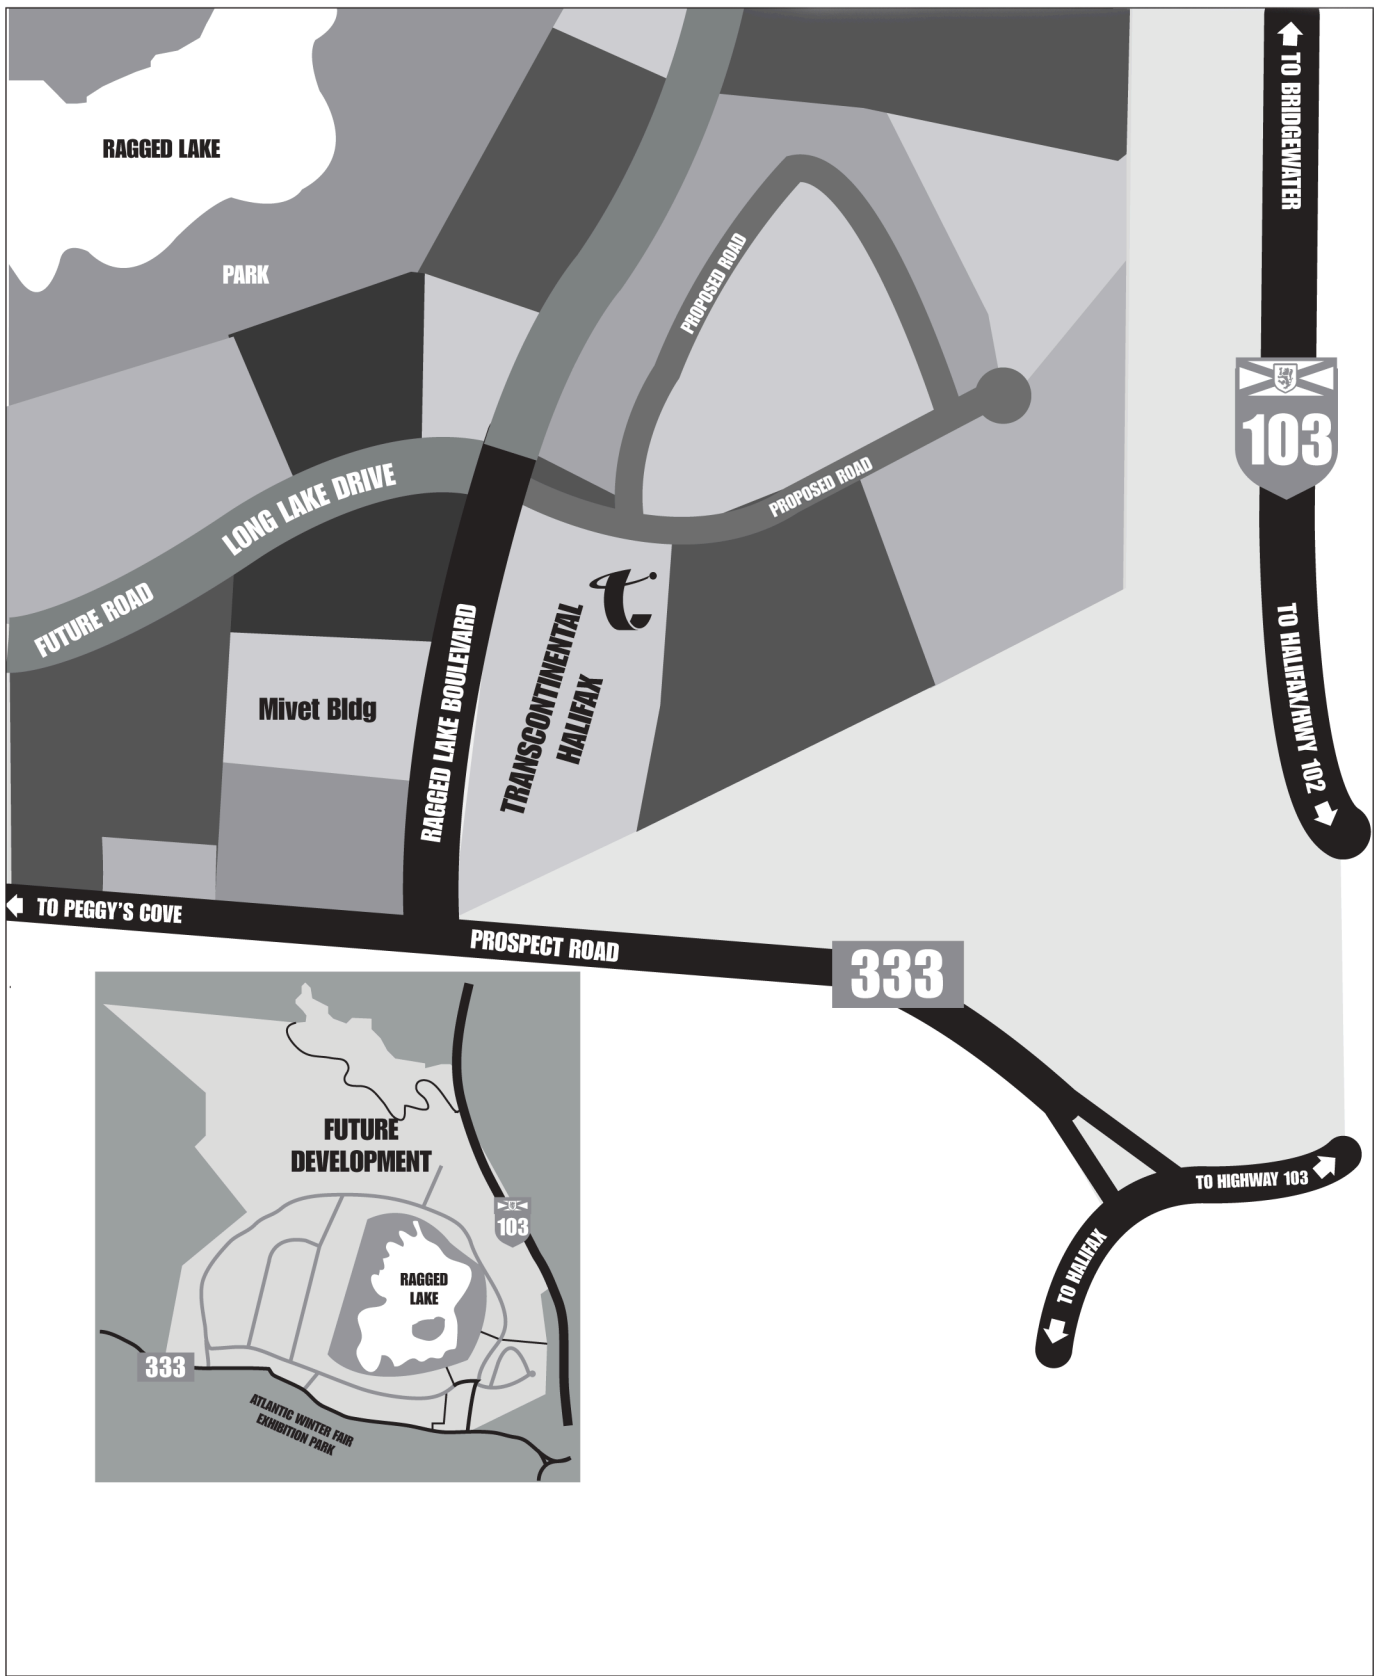 TO BRIDGEWATER
RAGGED LAKE
PARK
PROPOSED ROAD
103
PROPOSED ROAD
LONG LAKE DRIVE
FUTURE ROAD
TO HALIFAX/HWY 102
TRANSCONTINENTAL
HALIFAX
RAGGED LAKE BOULEVARD
Mivet Bldg
TO PEGGY'S COVE
PROSPECT ROAD
333
TO HIGHWAY 103
TO HALIFAX
FUTURE
DEVELOPMENT
103
RAGGED
LAKE
333
ATLANTIC WINTER FAIR
EXHIBITION PARK